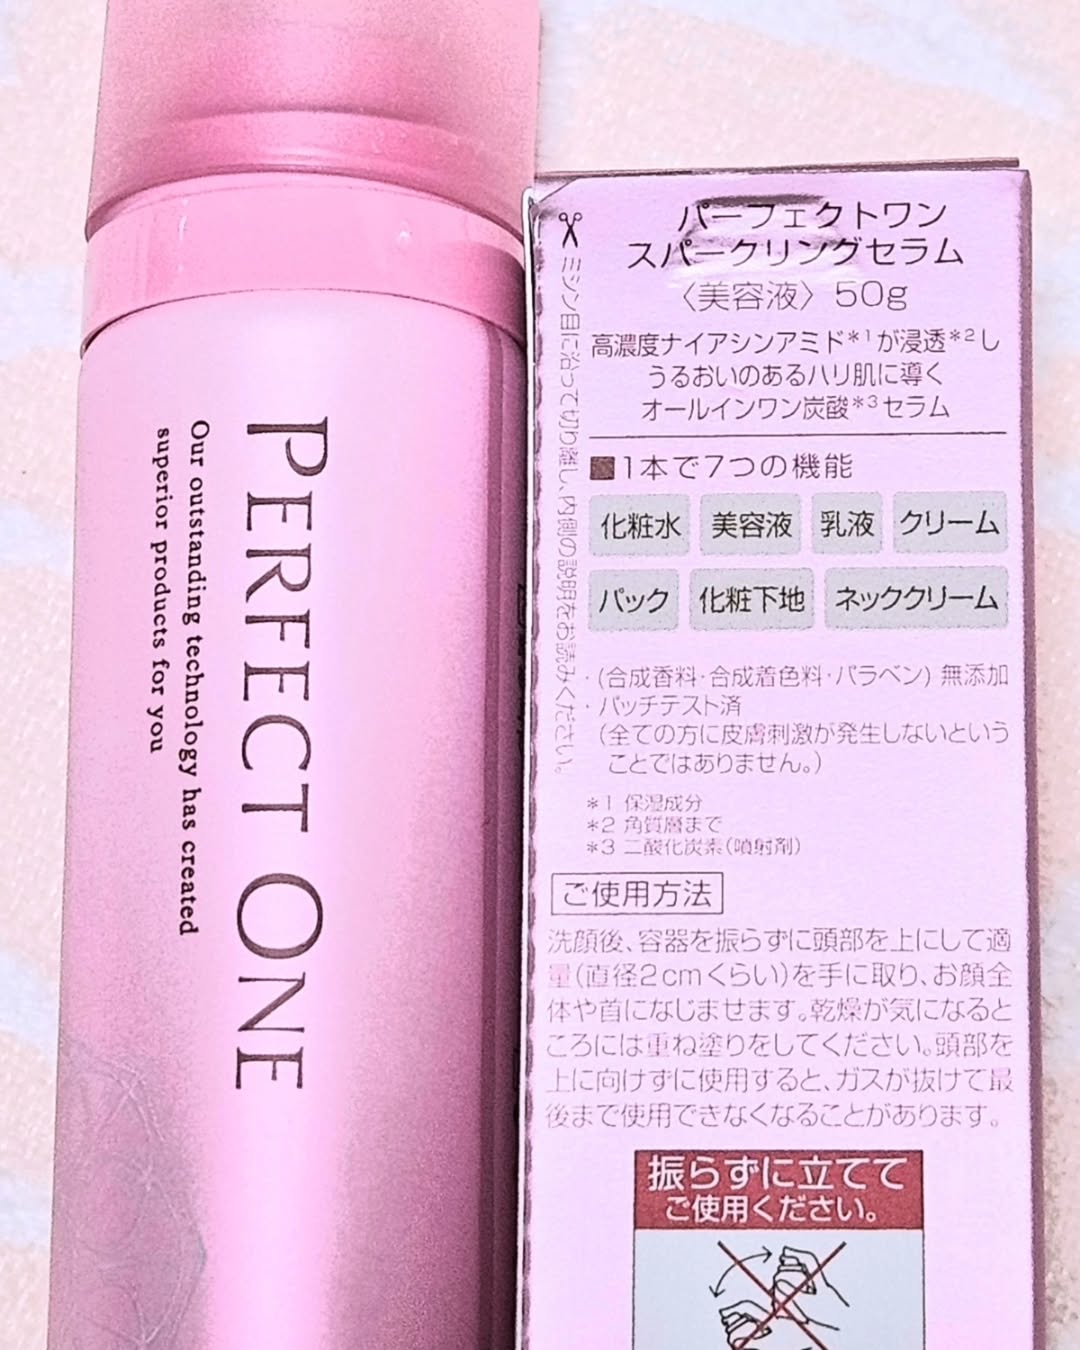 PERFECT ONE
Our outstanding technology has created
superior products for you
パーフェクトワン
スパークリングセラム
〈美容液〉50g
高濃度ナイアシンアミド*1が浸透*2し
うるおいのあるハリ肌に導く
オールインワン炭酸*3セラム
■1本で7つの機能
化粧水 美容液 乳液 クリーム
パック 化粧下地 ネッククリーム
・(合成香料・合成着色料・パラベン)無添加
・パッチテスト済
(全ての方に皮膚刺激が発生しないという
ことではありません。)
*1 保湿成分
*2 角質層まで
*3 二酸化炭素(噴射剤)
ご使用方法
洗顔後、容器を振らずに頭部を上にして適
量(直径2cmくらい)を手に取り、お顔全
体や首になじませます。乾燥が気になると
ころには重ね塗りをしてください。頭部を
上に向けずに使用すると、ガスが抜けて最
後まで使用できなくなることがあります。
振らずに立てて
ご使用ください。
ミシン目に沿って切り離し、内側の説明をお読みください。